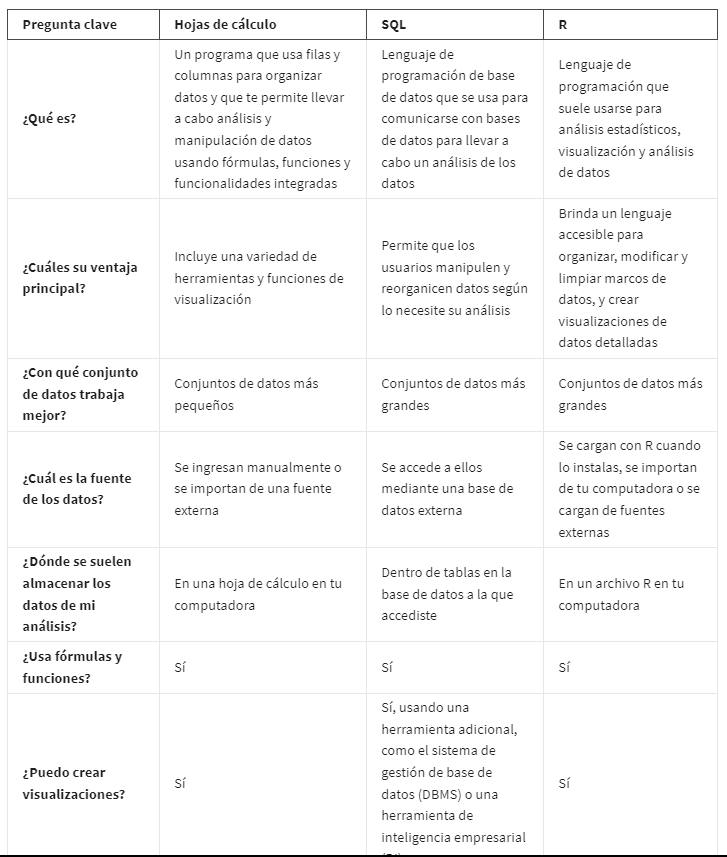 Pregunta clave
Hojas de cálculo
SQL
R
¿Qué es?
Un programa que usa filas y
columnas para organizar
datos y que te permite llevar
a cabo análisis y
manipulación de datos
usando fórmulas, funciones y
funcionalidades integradas
Lenguaje de
programación de base
de datos que se usa para
comunicarse con bases
de datos para llevar a
cabo un análisis de los
datos
Lenguaje de
programación que
suele usarse para
análisis estadísticos,
visualización y análisis
de datos
¿Cuáles su ventaja
principal?
Incluye una variedad de
herramientas y funciones de
visualización
Permite que los
usuarios manipulen y
reorganicen datos según
lo necesite su análisis
Brinda un lenguaje
accesible para
organizar, modificar y
limpiar marcos de
datos, y crear
visualizaciones de
datos detalladas
¿Con qué conjunto
de datos trabaja
mejor?
Conjuntos de datos más
pequeños
Conjuntos de datos más
grandes
Conjuntos de datos más
grandes
¿Cuál es la fuente
de los datos?
Se ingresan manualmente o
se importan de una fuente
externa
Se accede a ellos
mediante una base de
datos externa
Se cargan con R cuando
lo instalas, se importan
de tu computadora o se
cargan de fuentes
externas
¿Dónde se suelen
almacenar los
datos de mi
análisis?
En una hoja de cálculo en tu
computadora
Dentro de tablas en la
base de datos a la que
accediste
En un archivo R en tu
computadora
¿Usa fórmulas y
funciones?
Sí
Sí
Sí
¿Puedo crear
visualizaciones?
Sí
Sí, usando una
herramienta adicional,
como el sistema de
gestión de base de
datos (DBMS) o una
herramienta de
inteligencia empresarial
Sí